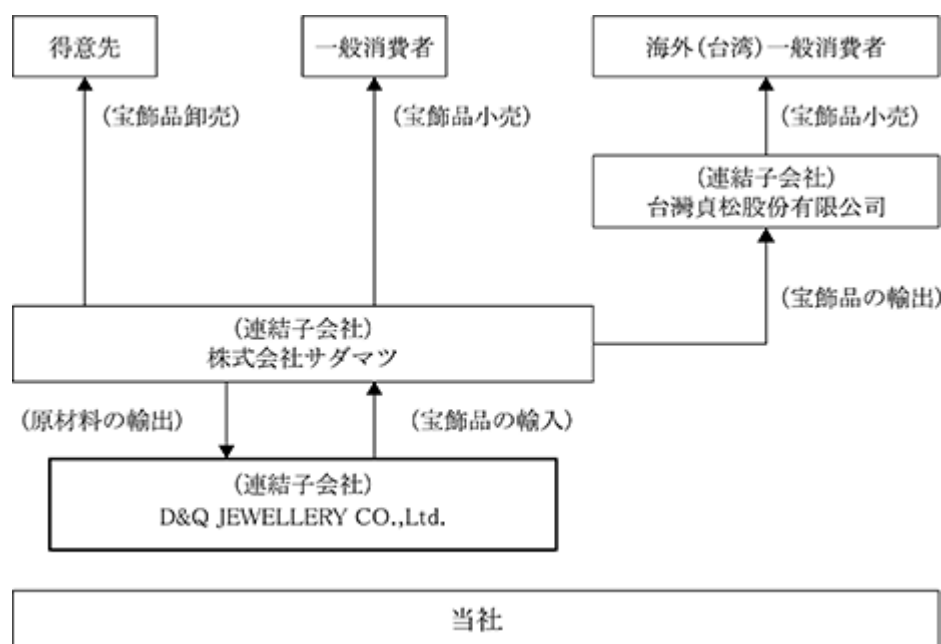 得意先
一般消費者
海外(台湾)一般消費者
(宝飾品卸売)
(宝飾品小売)
(宝飾品小売)
(連結子会社)
台灣貞松股份有限公司
(宝飾品の輸出)
(連結子会社)
株式会社サダマツ
(原材料の輸出)
(宝飾品の輸入)
(連結子会社)
D&Q JEWELLERY CO.,Ltd.
当社